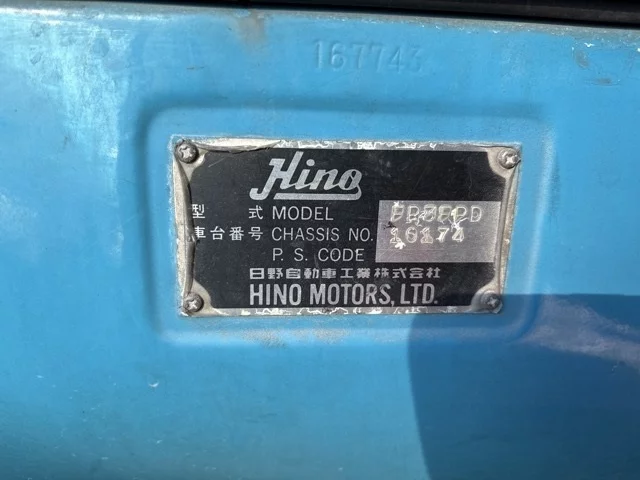 167743
Hino
型 式 MODEL
車台番号 CHASSIS NO. 16174
P. S. CODE
日野自動車工業株式会社
HINO MOTORS, LTD.